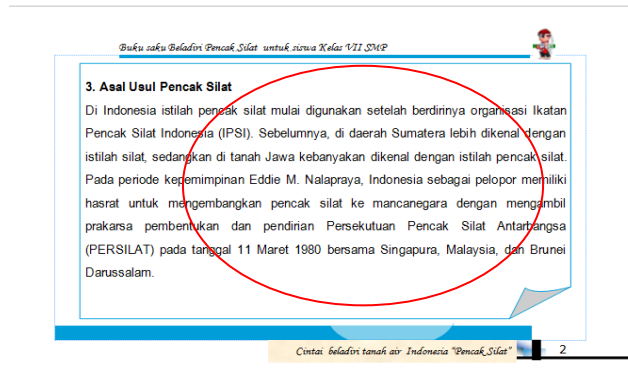 Buku saku Beladiri Pencak Silat untuk siswa Kelas VII SMP
3. Asal Usul Pencak Silat
Di Indonesia istilah pencak silat mulai digunakan setelah berdirinya organisasi Ikatan
Pencak Silat Indonesia (IPSI). Sebelumnya, di daerah Sumatera lebih dikenal dengan
istilah silat, sedangkan di tanah Jawa kebanyakan dikenal dengan istilah pencak silat.
Pada periode kepemimpinan Eddie M. Nalapraya, Indonesia sebagai pelopor memiliki
hasrat untuk mengembangkan pencak silat ke mancanegara dengan mengambil
prakarsa pembentukan dan pendirian Persekutuan Pencak Silat Antarbangsa
(PERSILAT) pada tanggal 11 Maret 1980 bersama Singapura, Malaysia, dan Brunei
Darussalam.
Cintai beladiri tanah air Indonesia "Pencak Silat"
2